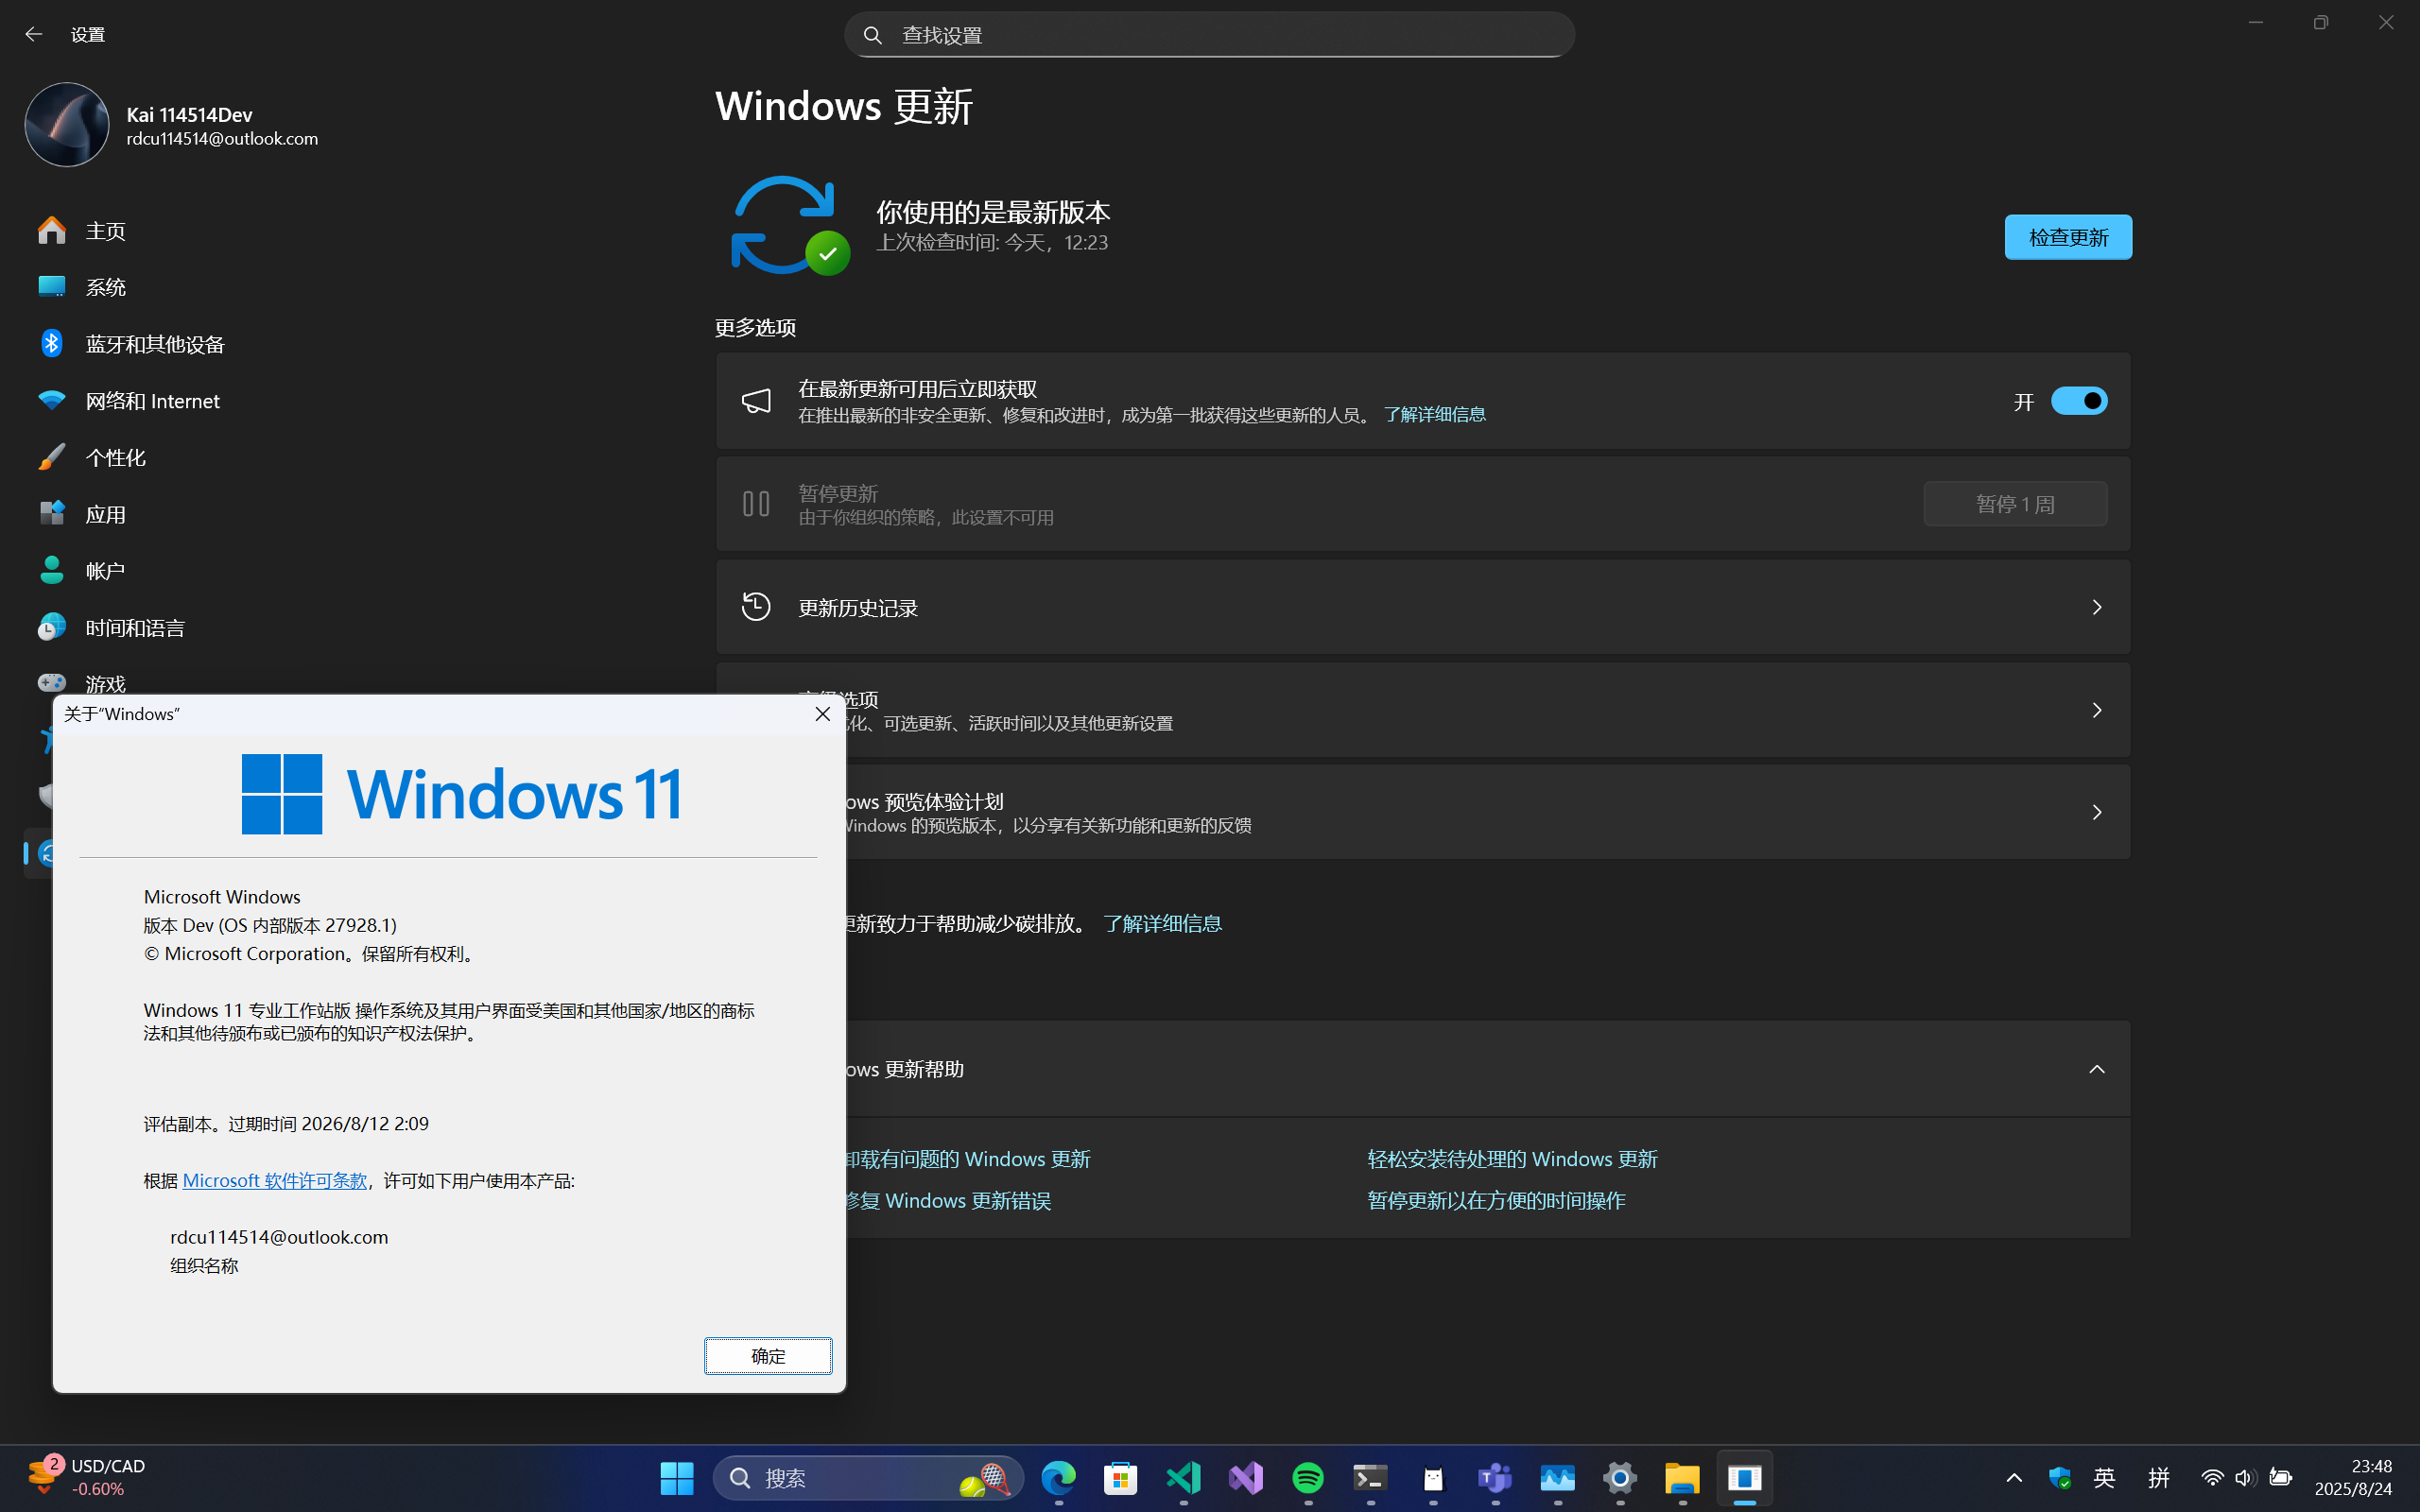 设置
查找设置
Kai 114514Dev
rdcu114514@outlook.com
主页
系统
蓝牙和其他设备
网络和 Internet
个性化
应用
帐户
时间和语言
游戏
Windows 更新
你使用的是最新版本
上次检查时间: 今天，12:23
检查更新
更多选项
在最新更新可用后立即获取
在推出最新的非安全更新、修复和改进时，成为第一批获得这些更新的人员。 了解详细信息
开
暂停更新
由于你组织的策略，此设置不可用
暂停 1 周
更新历史记录
选项
化、可选更新、活跃时间以及其他更新设置
ows 预览体验计划
Windows 的预览版本，以分享有关新功能和更新的反馈
更新致力于帮助减少碳排放。 了解详细信息
ows 更新帮助
卸载有问题的 Windows 更新
轻松安装待处理的 Windows 更新
修复 Windows 更新错误
暂停更新以在方便的时间操作
关于“Windows”
Windows 11
Microsoft Windows
版本 Dev (OS 内部版本 27928.1)
© Microsoft Corporation。保留所有权利。
Windows 11 专业工作站版 操作系统及其用户界面受美国和其他国家/地区的商标
法和其他待颁布或已颁布的知识产权法保护。
评估副本。过期时间 2026/8/12 2:09
根据 Microsoft 软件许可条款，许可如下用户使用本产品:
rdcu114514@outlook.com
组织名称
确定
2
USD/CAD
-0.60%
搜索
英
拼
23:48
2025/8/24